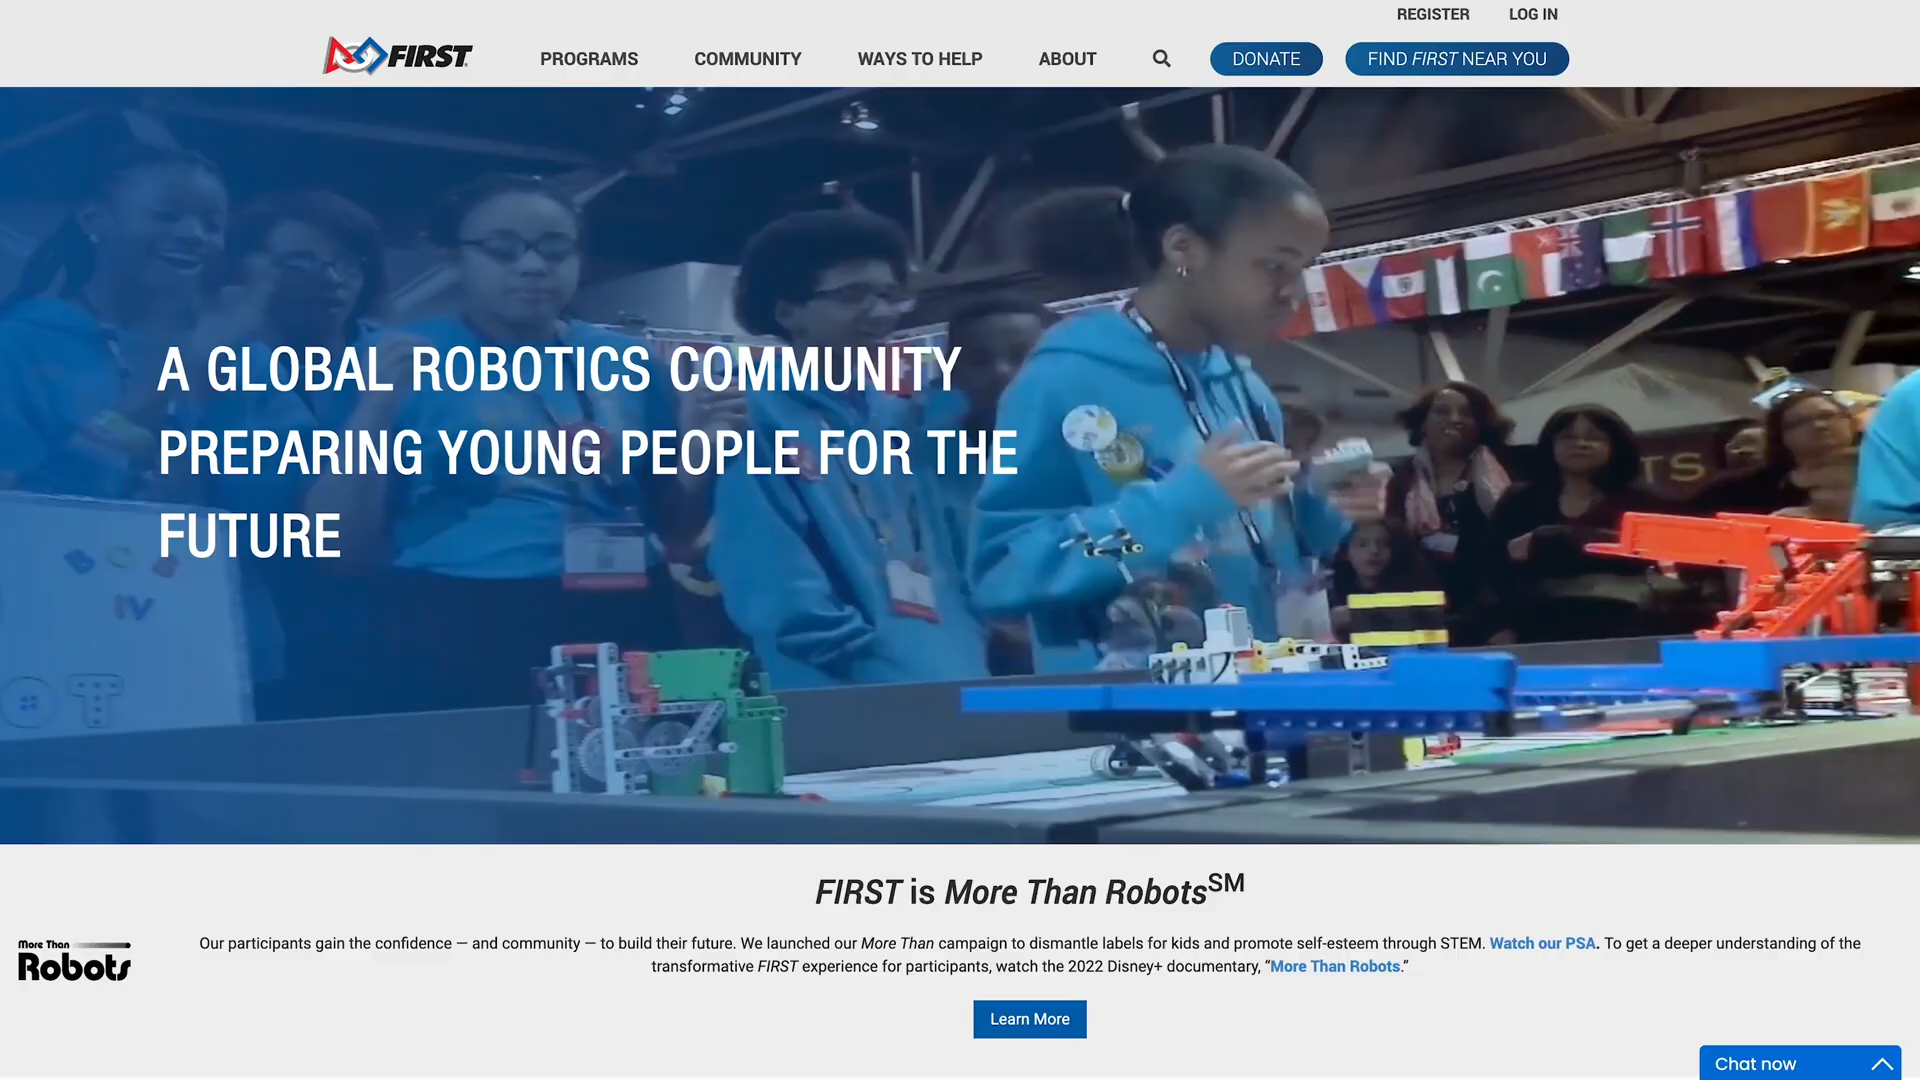 REGISTER LOG IN
FIRST PROGRAMS COMMUNITY WAYS TO HELP ABOUT DONATE FIND FIRST NEAR YOU
A GLOBAL ROBOTICS COMMUNITY
PREPARING YOUNG PEOPLE FOR THE
FUTURE
FIRST is More Than Robots℠
More Than
Robots
Our participants gain the confidence — and community — to build their future. We launched our More Than campaign to dismantle labels for kids and promote self-esteem through STEM. Watch our PSA. To get a deeper understanding of the
transformative FIRST experience for participants, watch the 2022 Disney+ documentary, “More Than Robots.”
Learn More
Chat now